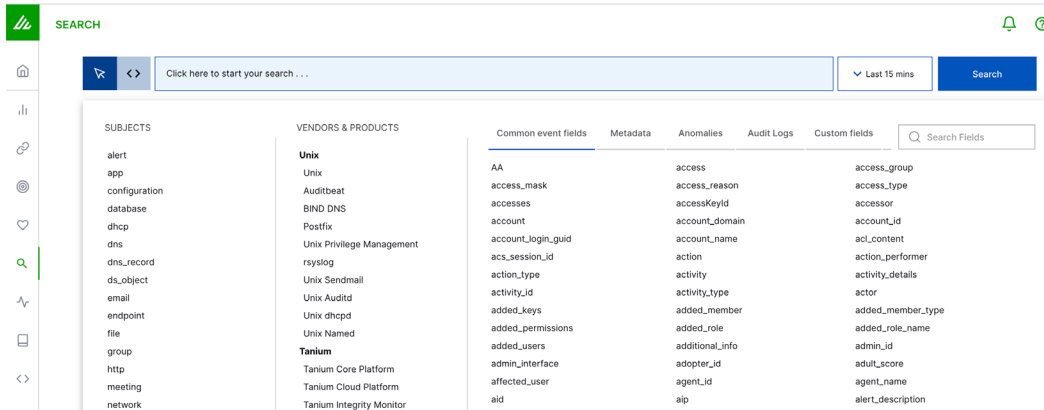 SEARCH
Click here to start your search . . .
Last 15 mins
Search
SUBJECTS
alert
app
configuration
database
dhcp
dns
dns_record
ds_object
email
endpoint
file
group
http
meeting
network
VENDORS & PRODUCTS
Unix
Unix
Auditbeat
BIND DNS
Postfix
Unix Privilege Management
rsyslog
Unix Sendmail
Unix Auditd
Unix dhcpd
Unix Named
Tanium
Tanium Core Platform
Tanium Cloud Platform
Tanium Integrity Monitor
Common event fields Metadata Anomalies Audit Logs Custom fields
Search Fields
AA access access_group
access_mask access_reason access_type
accesses accessKeyId accessor
account account_domain account_id
account_login_guid account_name acl_content
acs_session_id action action_performer
action_type activity activity_details
activity_id activity_type actor
added_keys added_member added_member_type
added_permissions added_role added_role_name
added_users additional_info admin_id
admin_interface adopter_id adult_score
affected_user agent_id agent_name
aid aip alert_description